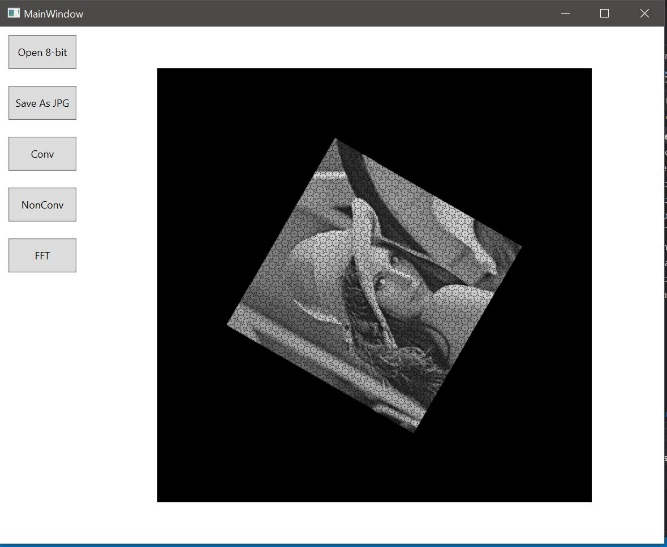 MainWindow
Open 8-bit
Save As JPG
Conv
NonConv
FFT